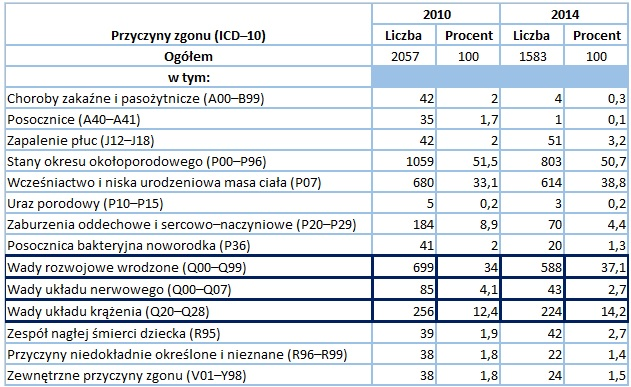 Przyczyny zgonu (ICD–10) 2010 2014
Liczba Procent Liczba Procent
Ogółem 2057 100 1583 100
w tym:
Choroby zakaźne i pasożytnicze (A00–B99) 42 2 4 0,3
Posocznice (A40–A41) 35 1,7 1 0,1
Zapalenie płuc (J12–J18) 42 2 51 3,2
Stany okresu okołoporodowego (P00–P96) 1059 51,5 803 50,7
Wcześniactwo i niska urodzeniowa masa ciała (P07) 680 33,1 614 38,8
Uraz porodowy (P10–P15) 5 0,2 3 0,2
Zaburzenia oddechowe i sercowo–naczyniowe (P20–P29) 184 8,9 70 4,4
Posocznica bakteryjna noworodka (P36) 41 2 20 1,3
Wady rozwojowe wrodzone (Q00–Q99) 699 34 588 37,1
Wady układu nerwowego (Q00–Q07) 85 4,1 43 2,7
Wady układu krążenia (Q20–Q28) 256 12,4 224 14,2
Zespół nagłej śmierci dziecka (R95) 39 1,9 42 2,7
Przyczyny niedokładnie określone i nieznane (R96–R99) 38 1,8 22 1,4
Zewnętrzne przyczyny zgonu (V01–Y98) 38 1,8 24 1,5